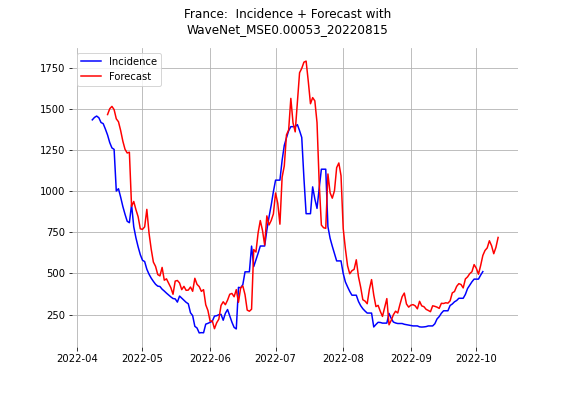 France:  Incidence + Forecast with
WaveNet_MSE0.00053_20220815
Incidence
Forecast
1750
1500
1250
1000
750
500
250
2022-04 2022-05 2022-06 2022-07 2022-08 2022-09 2022-10